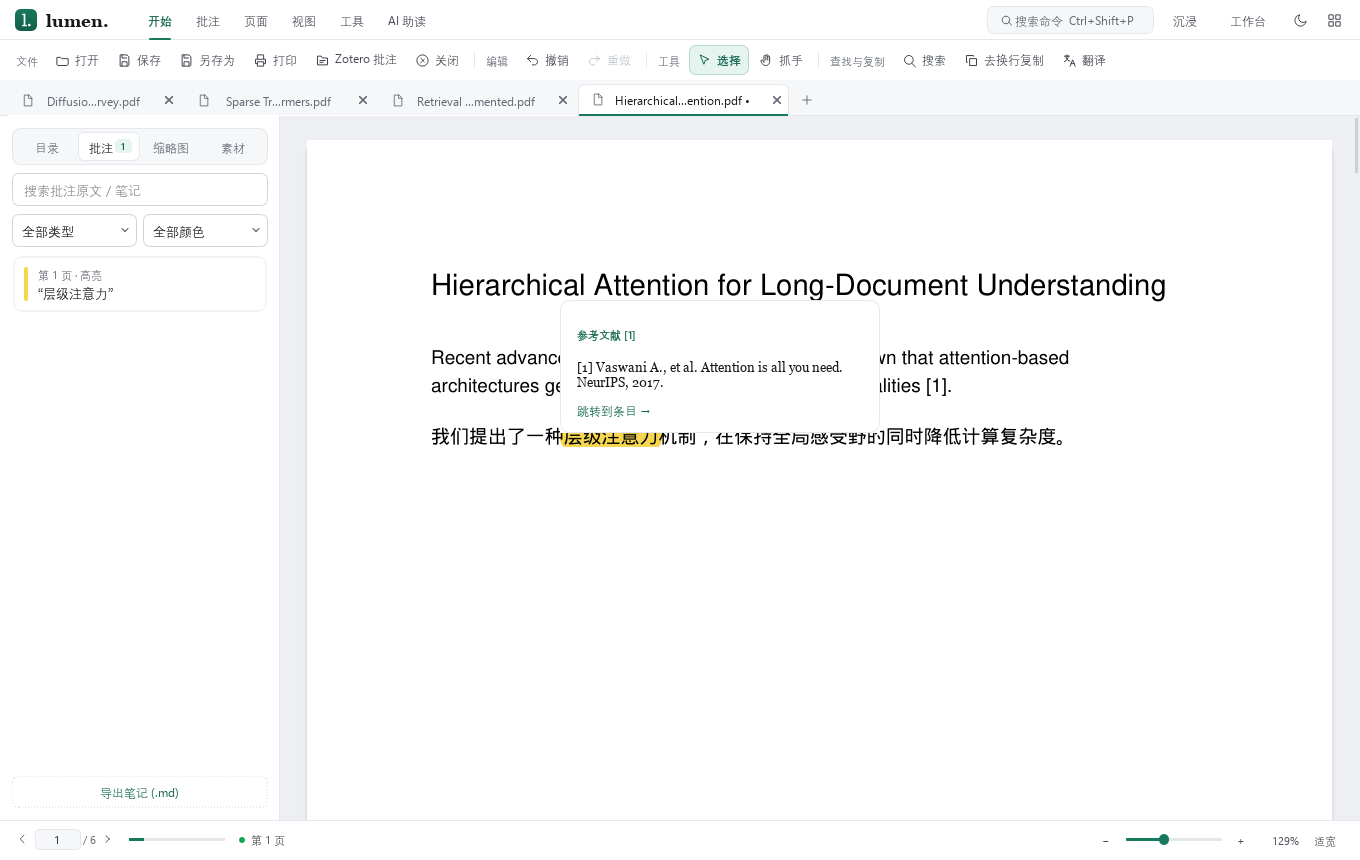 l. lumen.
开始 批注 页面 视图 工具 AI 助读
搜索命令 Ctrl+Shift+P
沉浸 工作台
文件 打开 保存 另存为 打印 Zotero 批注 关闭 编辑 撤销 重做 工具 选择 抓手 查找与复制 搜索 去换行复制 翻译
Diffusio...rvey.pdf Sparse Tr...rmers.pdf Retrieval ...mented.pdf Hierarchical...ention.pdf •
目录 批注 1 缩略图 素材
搜索批注原文 / 笔记
全部类型 全部颜色
第 1 页 · 高亮
“层级注意力”
导出笔记 (.md)
Hierarchical Attention for Long-Document Understanding
Recent that attention-based
architectures [1].
参考文献 [1]
[1] Vaswani A., et al. Attention is all you need.
NeurIPS, 2017.
跳转到条目 →
我们提出了一种层级注意力机制，在保持全局感受野的同时降低计算复杂度。
1 / 6 第 1 页
− + 129% 适宽